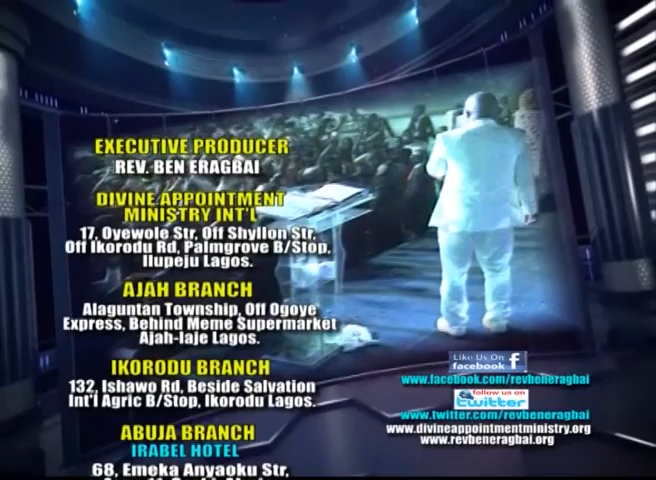 EXECUTIVE PRODUCER
REV. BEN ERAGBAI
DIVINE APPOINTMENT
MINISTRY INT'L
17, Oyewole Str, Off Shyllon Str,
Off Ikorodu Rd, Palmgrove B/Stop,
Ilupeju Lagos.
AJAH BRANCH
Alaguntan Township, Off Ogoye
Express, Behind Meme Supermarket
Ajah-laje Lagos.
IKORODU BRANCH
132, Ishawo Rd, Beside Salvation
Int'l Agric B/Stop, Ikorodu Lagos.
ABUJA BRANCH
IRABEL HOTEL
68, Emeka Anyaoku Str,
Like Us On
facebook f
www.facebook.com/revbeneragbai
follow us on
twitter
www.twitter.com/revbeneragbai
www.divineappointmentministry.org
www.revbeneragbai.org